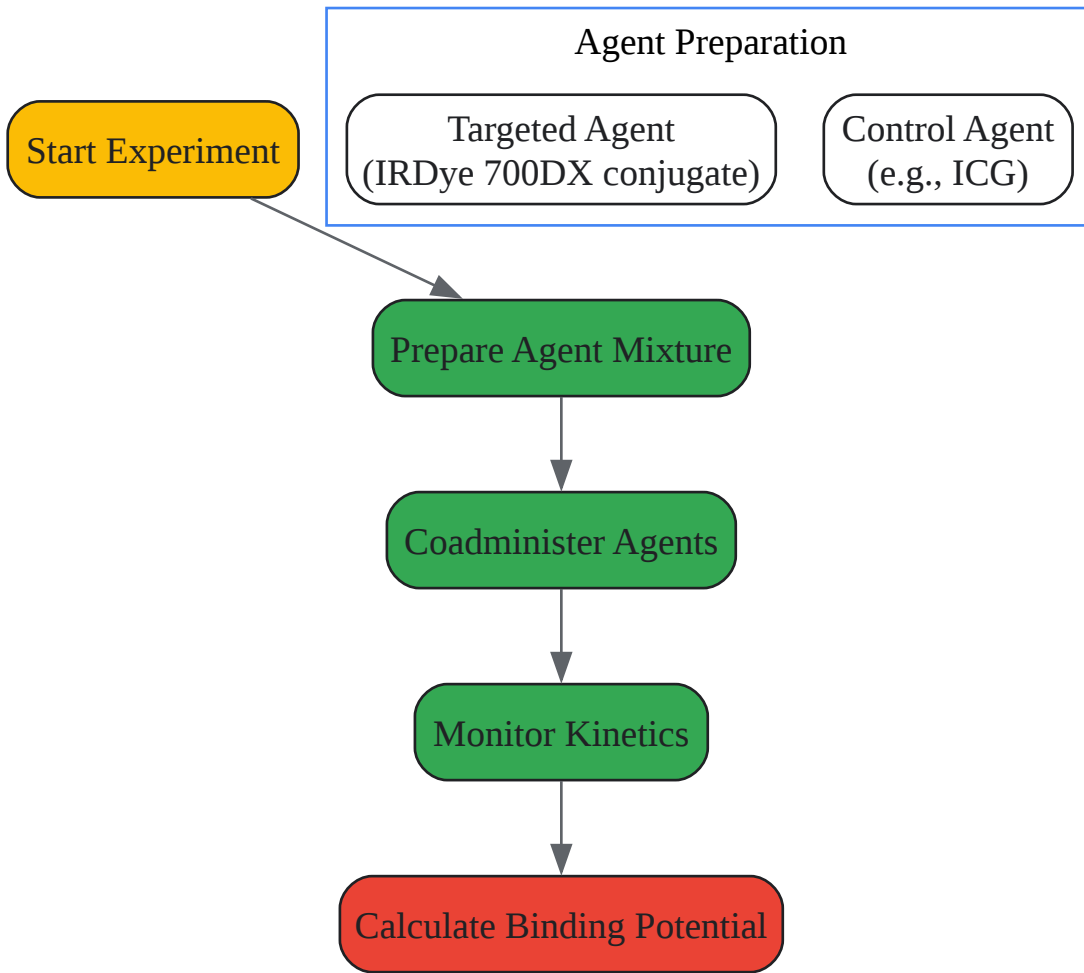 Agent Preparation
Start Experiment
Targeted Agent
(IRDye 700DX conjugate)
Control Agent
(e.g., ICG)
Prepare Agent Mixture
Coadminister Agents
Monitor Kinetics
Calculate Binding Potential